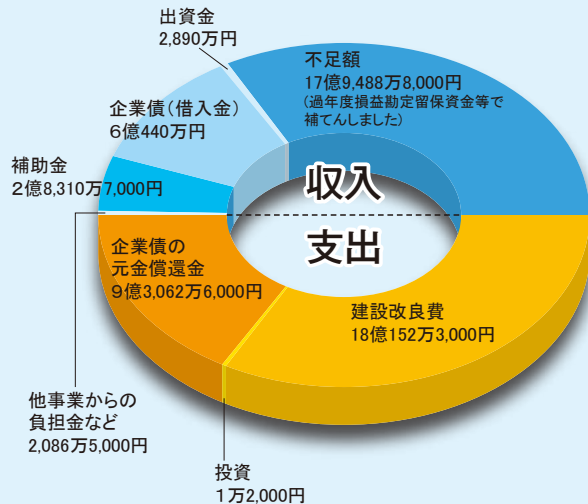 出資金
2,890万円
不足額
17億9,488万8,000円
(過年度損益勘定留保資金等で
補てんしました)
企業債(借入金)
6億440万円
補助金
2億8,310万7,000円
収入
支出
企業債の
元金償還金
9億3,062万6,000円
建設改良費
18億152万3,000円
他事業からの
負担金など
2,086万5,000円
投資
1万2,000円